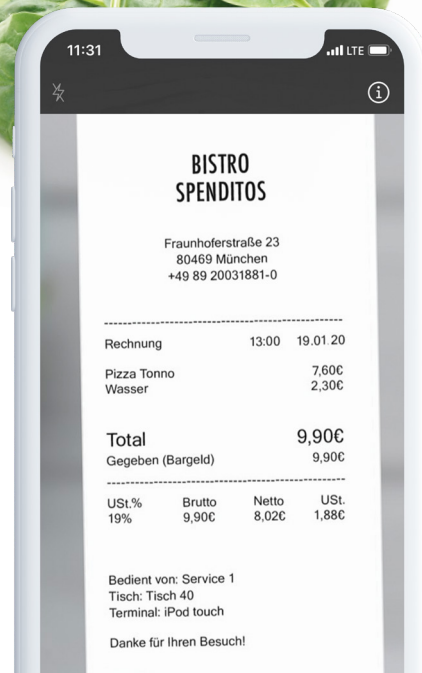 11:31 LTE
BISTRO
SPENDITOS
Fraunhoferstraße 23
80469 München
+49 89 20031881-0
Rechnung 13:00 19.01.20
Pizza Tonno 7,60€
Wasser 2,30€
Total 9,90€
Gegeben (Bargeld) 9,90€
USt.% Brutto Netto USt.
19% 9,90€ 8,02€ 1,88€
Bedient von: Service 1
Tisch: Tisch 40
Terminal: iPod touch
Danke für Ihren Besuch!